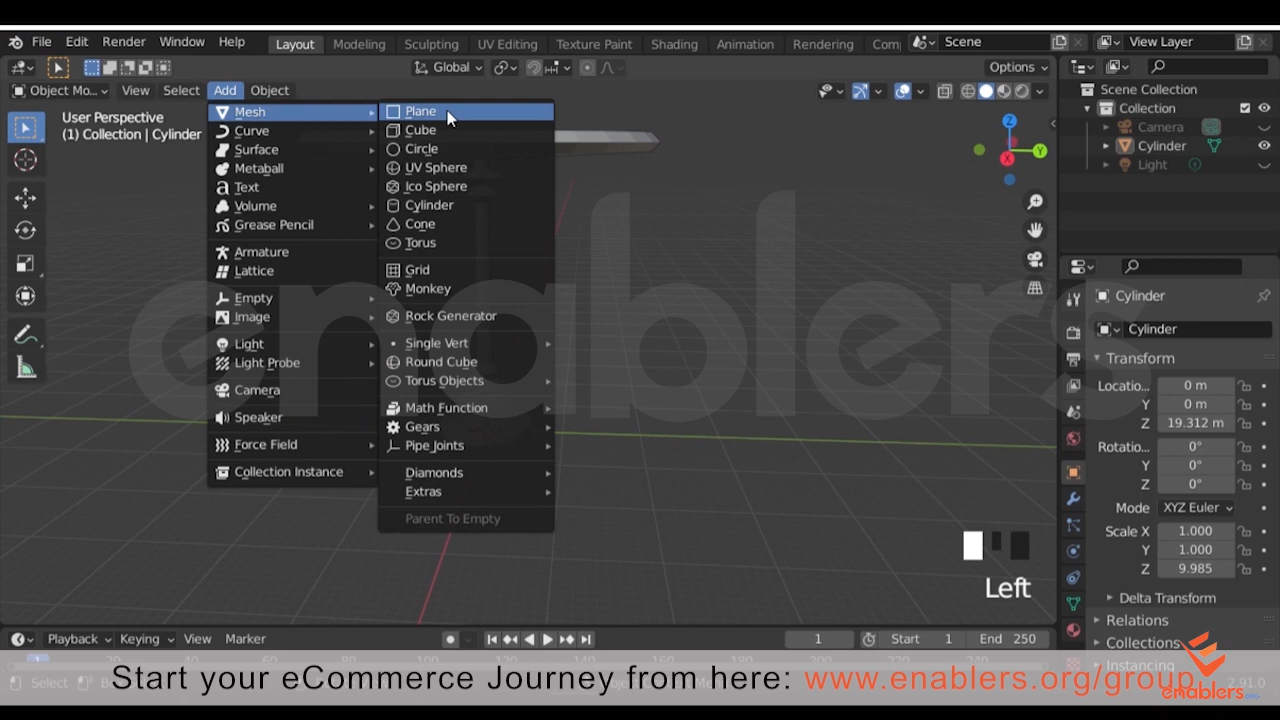 File Edit Render Window Help Layout Modeling Sculpting UV Editing Texture Paint Shading Animation Rendering Com Scene View Layer
Global Options
Object Mo... View Select Add Object
User Perspective
(1) Collection | Cylinder
Mesh
Curve
Surface
Metaball
Text
Volume
Grease Pencil
Armature
Lattice
Empty
Image
Light
Light Probe
Camera
Speaker
Force Field
Collection Instance
Plane
Cube
Circle
UV Sphere
Ico Sphere
Cylinder
Cone
Torus
Grid
Monkey
Rock Generator
Single Vert
Round Cube
Torus Objects
Math Function
Gears
Pipe Joints
Diamonds
Extras
Parent To Empty
Z
Y
X
enablers
Left
Scene Collection
Collection
Camera
Cylinder
Light
Cylinder
Cylinder
Transform
Locatio... 0 m
Y 0 m
Z 19.312 m
Rotatio... 0°
Y 0°
Z 0°
Mode XYZ Euler
Scale X 1.000
Y 1.000
Z 9.985
Delta Transform
Relations
Collections
Instancing
Playback Keying View Marker 1 Start 1 End 250
Select
Start your eCommerce Journey from here: www.enablers.org/group
enablers.ORG
2.91.0